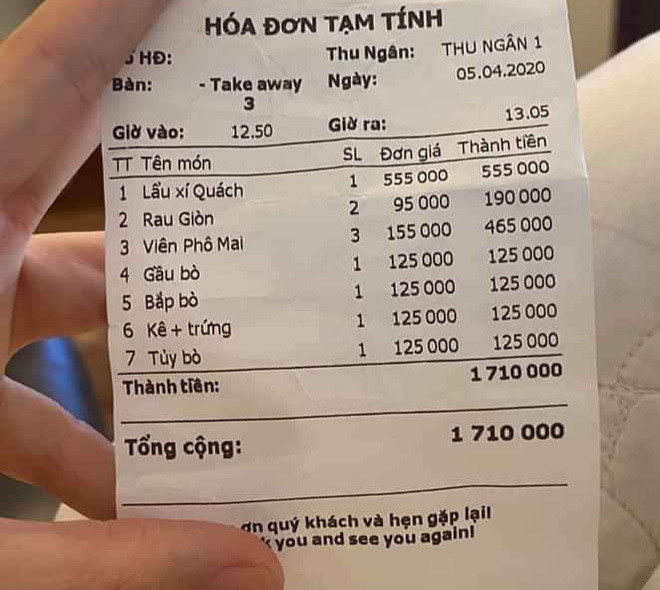 HÓA ĐƠN TẠM TÍNH
HĐ: Thu Ngân: THU NGÂN 1
Bàn: - Take away 3 Ngày: 05.04.2020
Giờ vào: 12.50 Giờ ra: 13.05
TT Tên món SL Đơn giá Thành tiền
1 Lẩu xí Quách 1 555 000 555 000
2 Rau Giòn 2 95 000 190 000
3 Viên Phô Mai 3 155 000 465 000
4 Gầu bò 1 125 000 125 000
5 Bắp bò 1 125 000 125 000
6 Kê + trứng 1 125 000 125 000
7 Tủy bò 1 125 000 125 000
Thành tiền: 1 710 000
Tổng cộng: 1 710 000
ơn quý khách và hẹn gặp lại!
you and see you again!